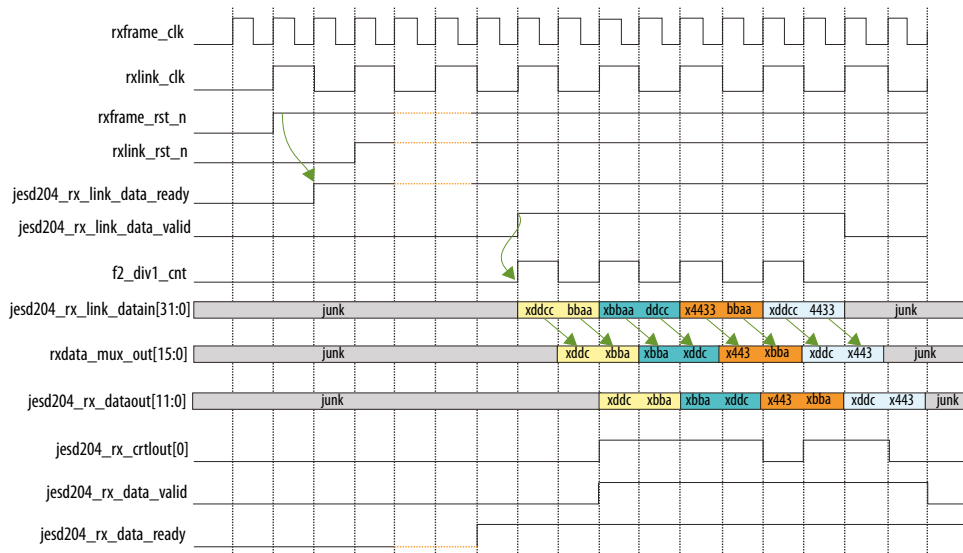 rxframe_clk
rxlink_clk
rxframe_rst_n
rxlink_rst_n
jesd204_rx_link_data_ready
jesd204_rx_link_data_valid
f2_div1_cnt
jesd204_rx_link_datain[31:0] junk xddcc bbaa xbbaa ddcc x4433 bbaa xddcc 4433 junk
rxdata_mux_out[15:0] junk xddc xbba xbba xddc x443 xbba xddc x443 junk
jesd204_rx_dataout[11:0] junk xddc xbba xbba xddc x443 xbba xddc x443 junk
jesd204_rx_crtlout[0]
jesd204_rx_data_valid
jesd204_rx_data_ready